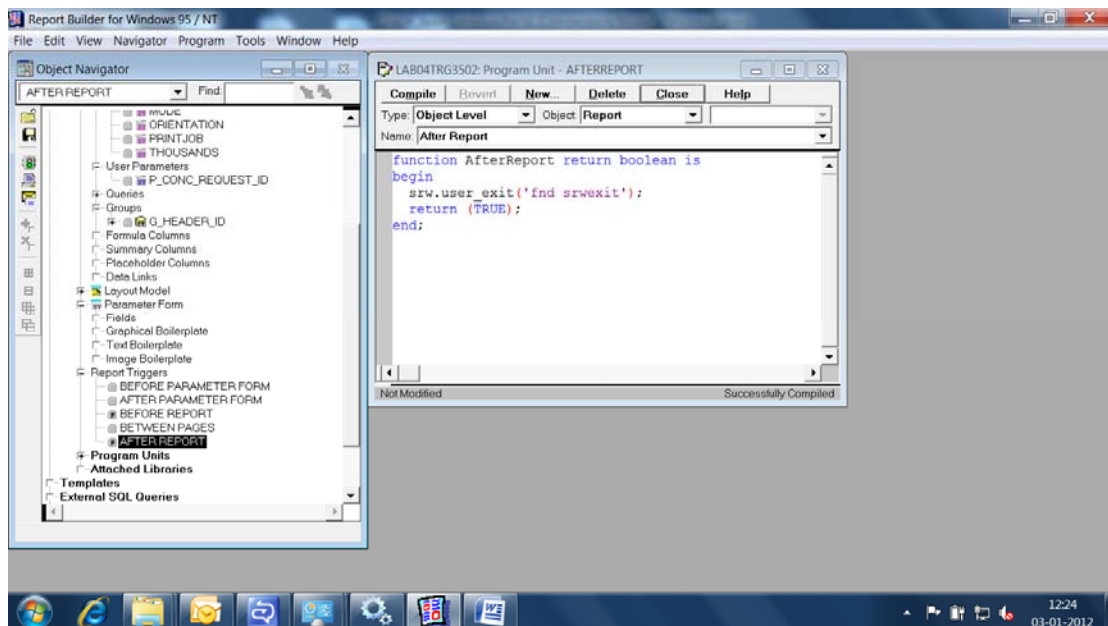 Report Builder for Windows 95 / NT
File Edit View Navigator Program Tools Window Help
Object Navigator
AFTER REPORT Find:
MODE
ORIENTATION
PRINTJOB
THOUSANDS
User Parameters
P_CONC_REQUEST_ID
Queries
Groups
G_HEADER_ID
Formula Columns
Summary Columns
Placeholder Columns
Data Links
Layout Model
Parameter Form
Fields
Graphical Boilerplate
Text Boilerplate
Image Boilerplate
Report Triggers
BEFORE PARAMETER FORM
AFTER PARAMETER FORM
BEFORE REPORT
BETWEEN PAGES
AFTER REPORT
Program Units
Attached Libraries
Templates
External SQL Queries
LAB04TRG3502: Program Unit - AFTERREPORT
Compile Revert New... Delete Close Help
Type: Object Level Object: Report
Name: After Report
function AfterReport return boolean is
begin
srw.user_exit('fnd srwexit');
return (TRUE);
end;
Not Modified Successfully Compiled
12:24
03-01-2012